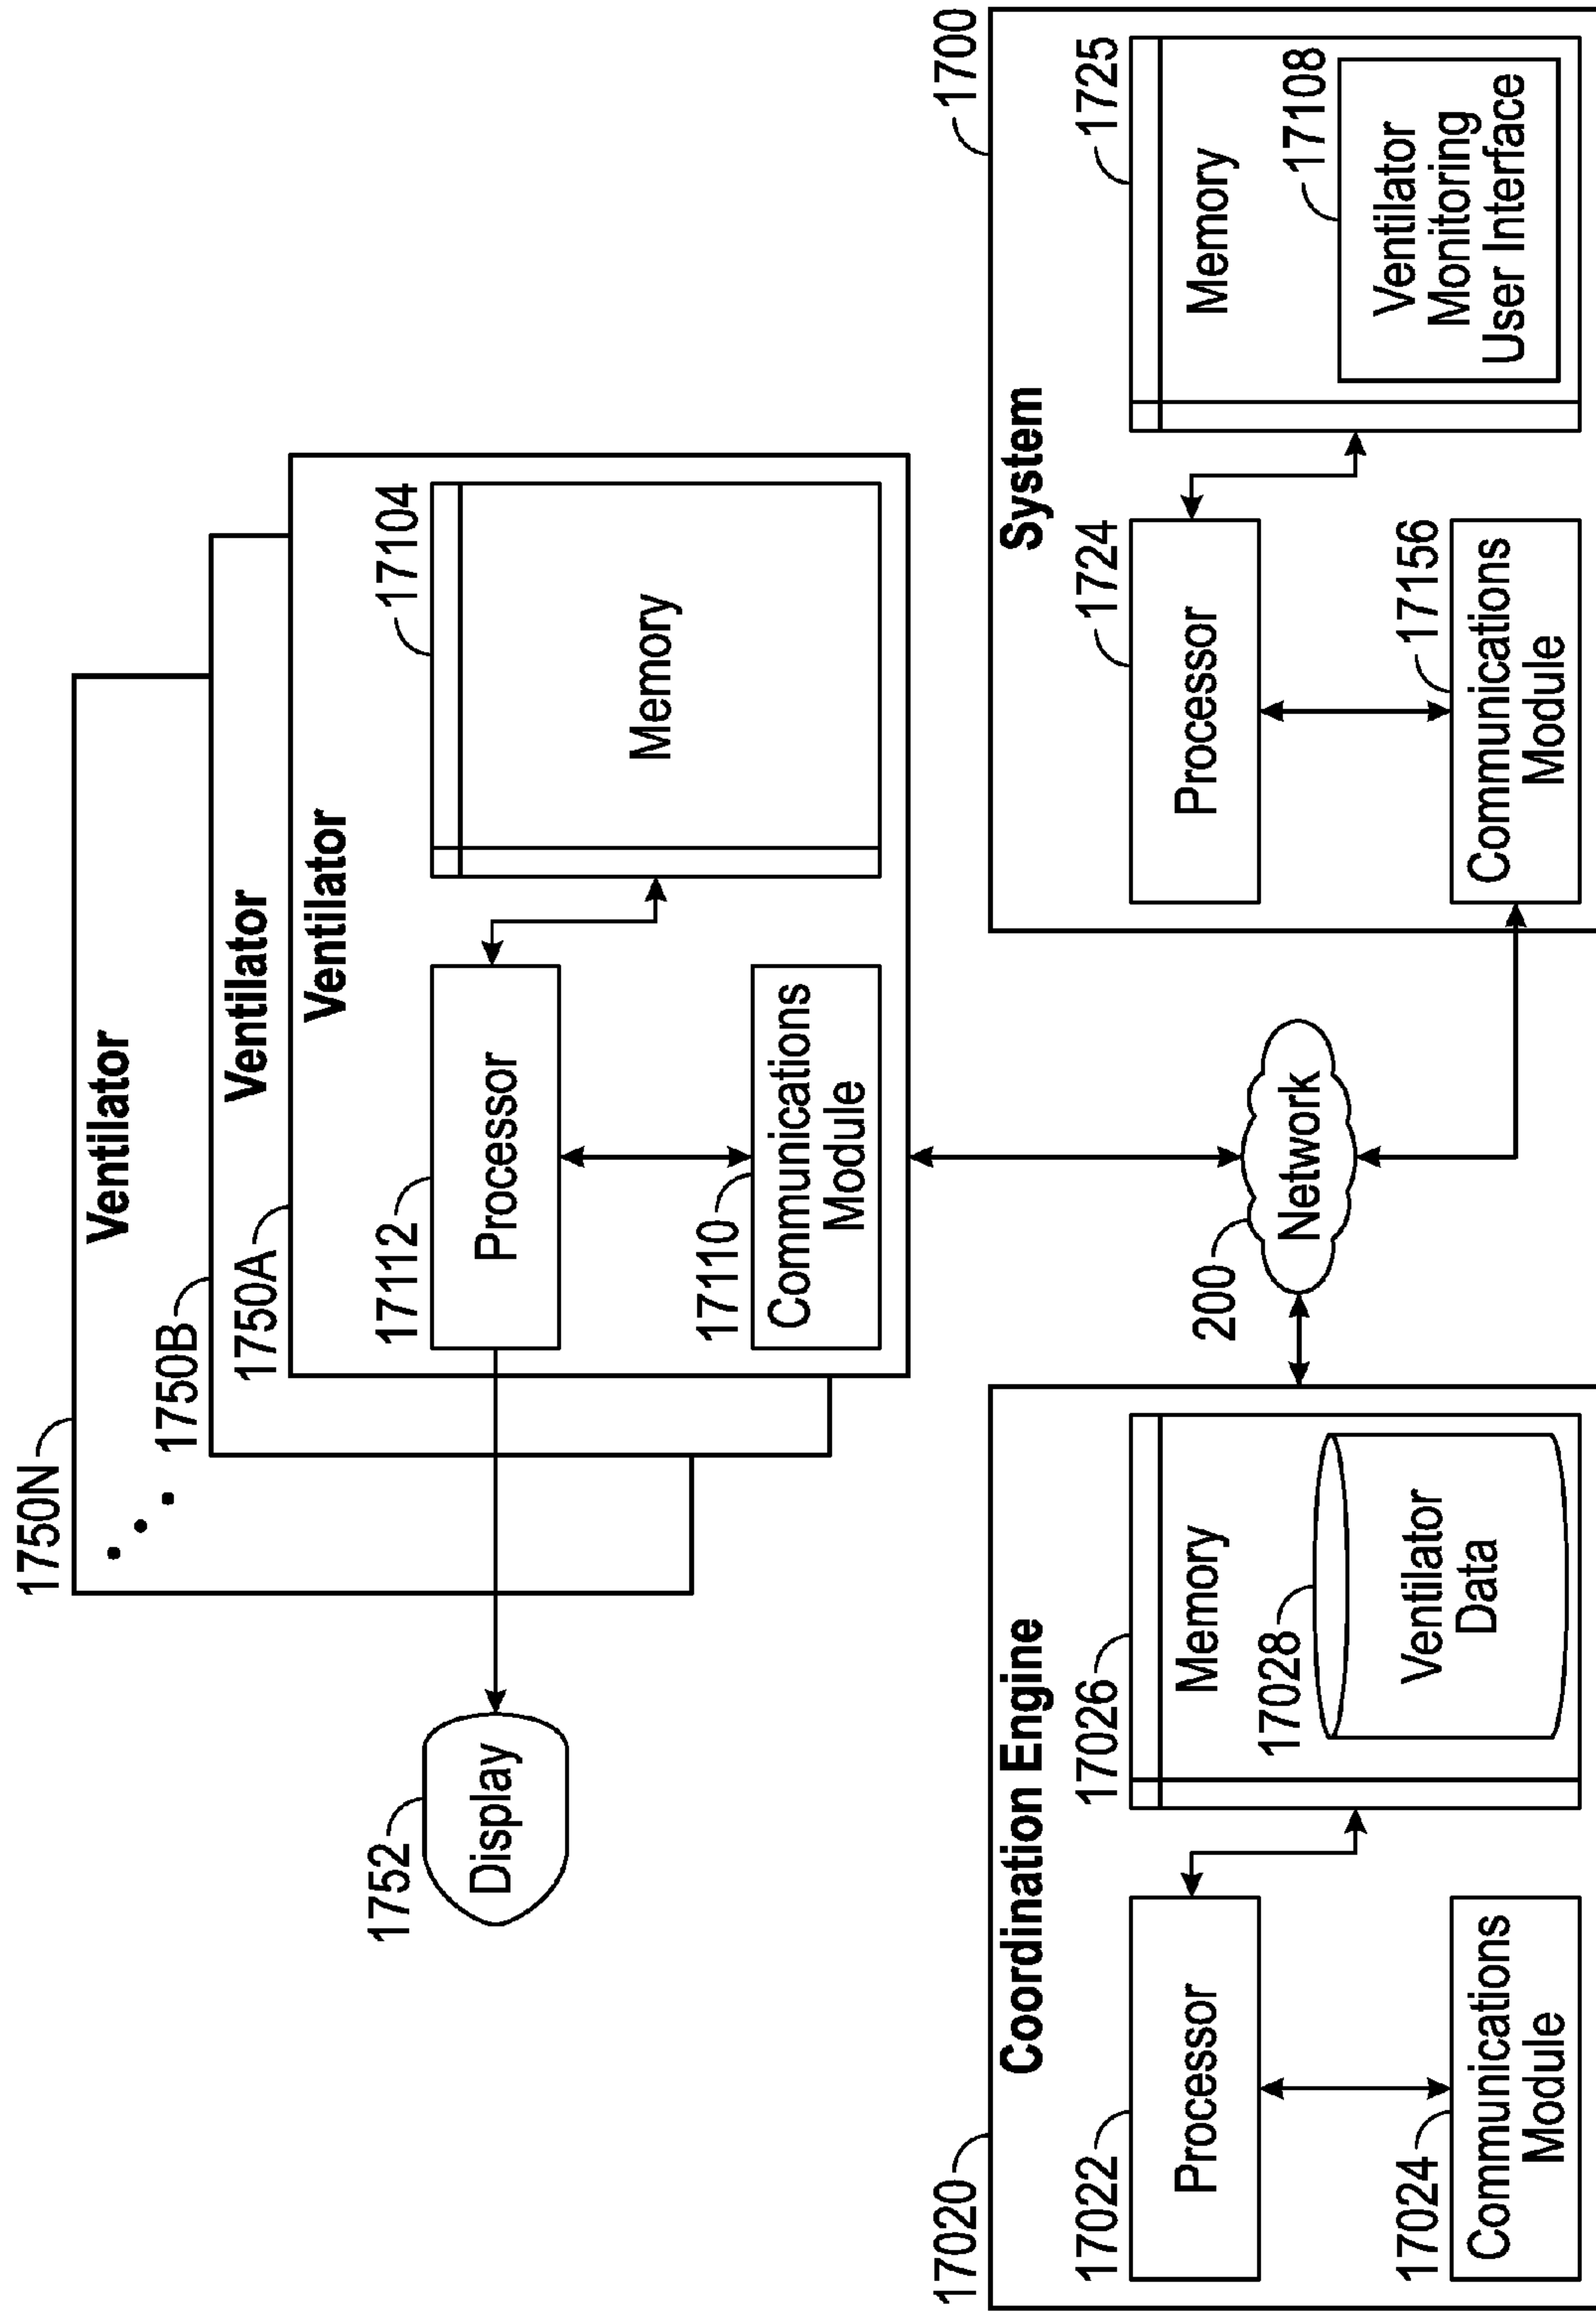 1750N
Ventilator
1750B
Ventilator
1750A
Ventilator
1752
Display
17112
Processor
17104
Memory
17110
Communications
Module
200
Network
17020
Coordination Engine
17022
Processor
17026
Memory
17028
Ventilator
Data
17024
Communications
Module
1700
System
1724
Processor
1725
Memory
17108
Ventilator
Monitoring
User Interface
17156
Communications
Module